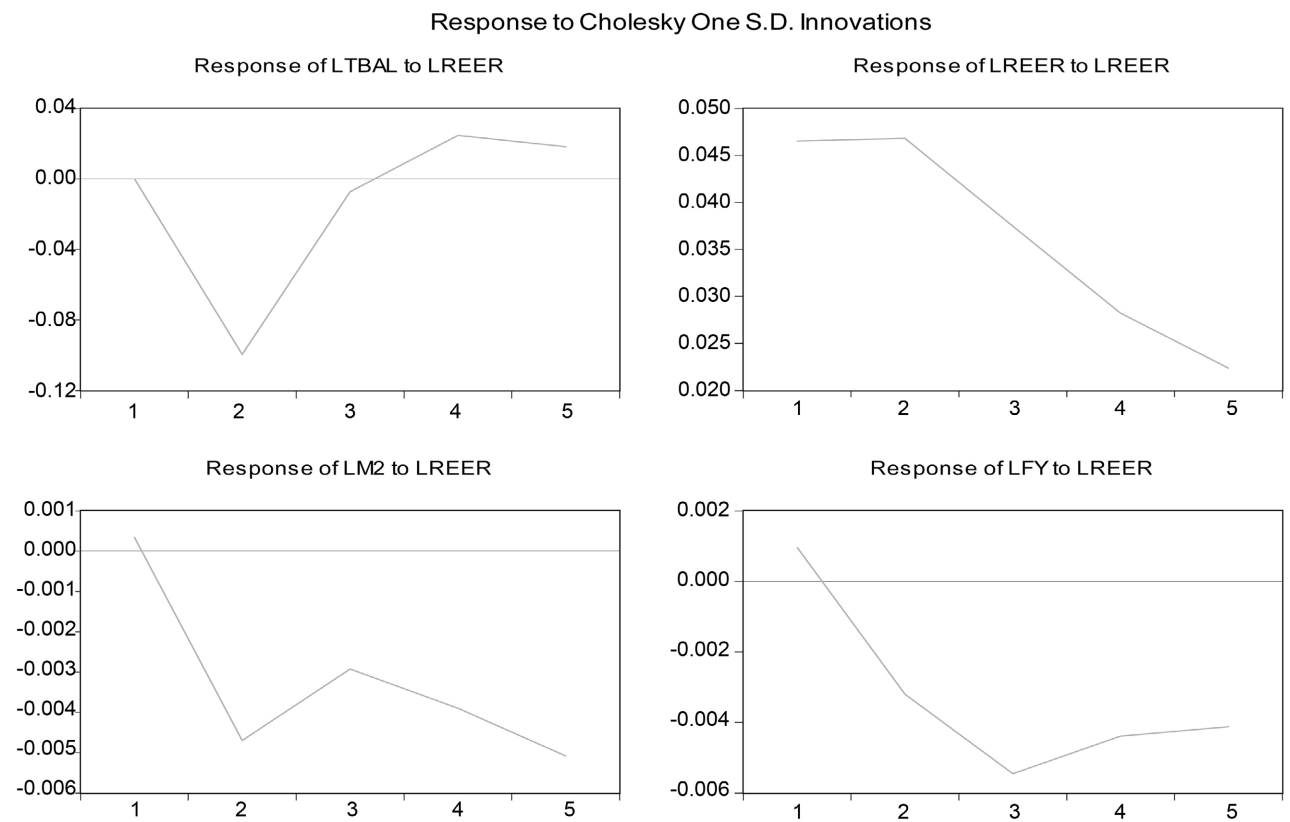 Response to Cholesky One S.D. Innovations
Response of LTBAL to LREER
0.04
0.00
-0.04
-0.08
-0.12
1 2 3 4 5
Response of LREER to LREER
0.050
0.045
0.040
0.035
0.030
0.025
0.020
1 2 3 4 5
Response of LM2 to LREER
0.001
0.000
-0.001
-0.002
-0.003
-0.004
-0.005
-0.006
1 2 3 4 5
Response of LFY to LREER
0.002
0.000
-0.002
-0.004
-0.006
1 2 3 4 5